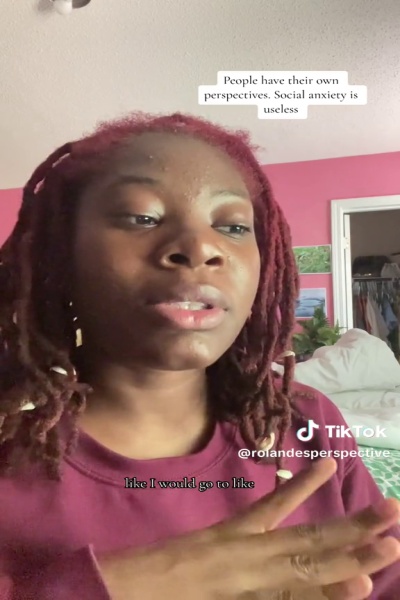 People have their own
perspectives. Social anxiety is
useless
TikTok
@rolandesperspective
like I would go to like